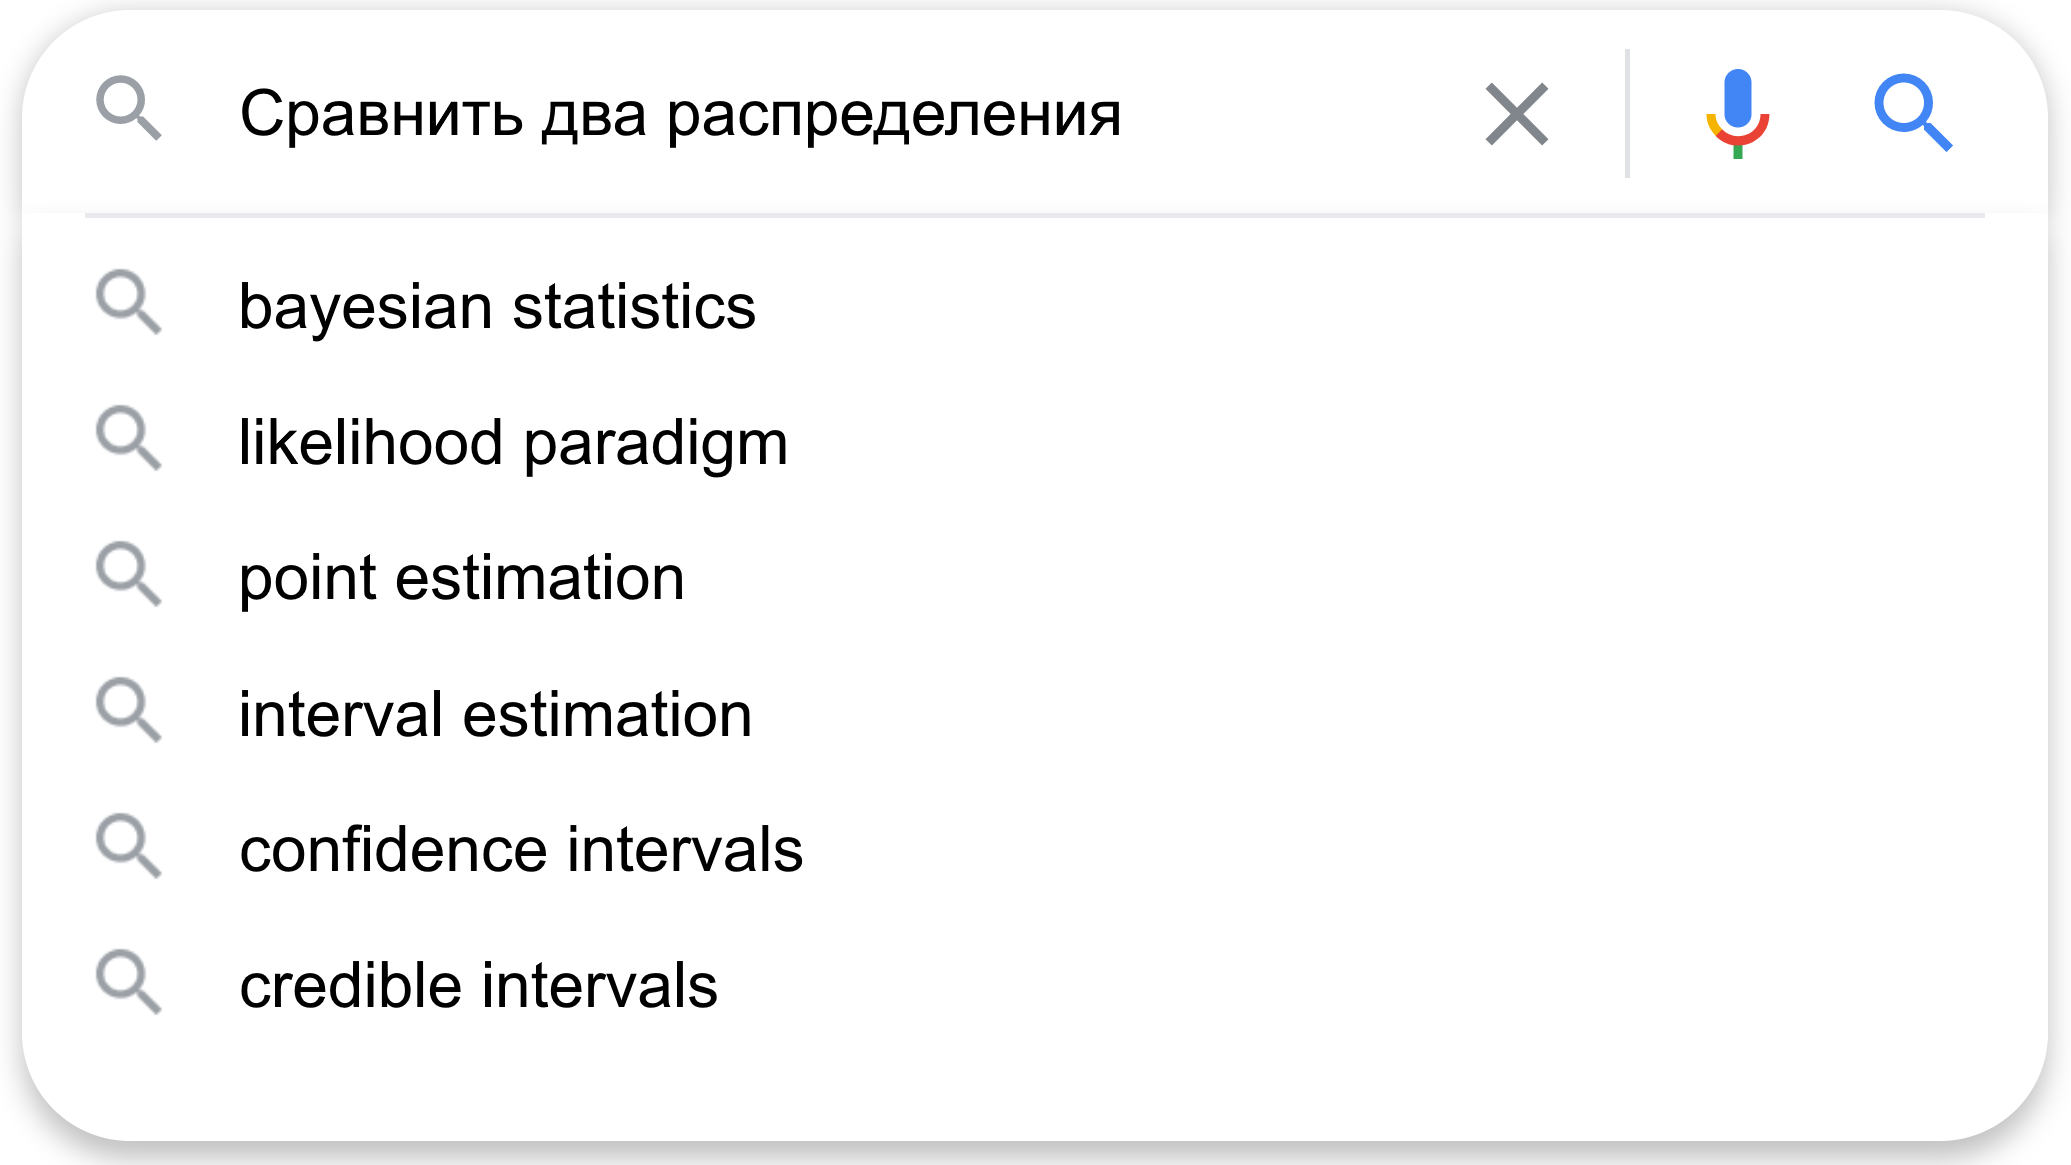 Сравнить два распределения
bayesian statistics
likelihood paradigm
point estimation
interval estimation
confidence intervals
credible intervals